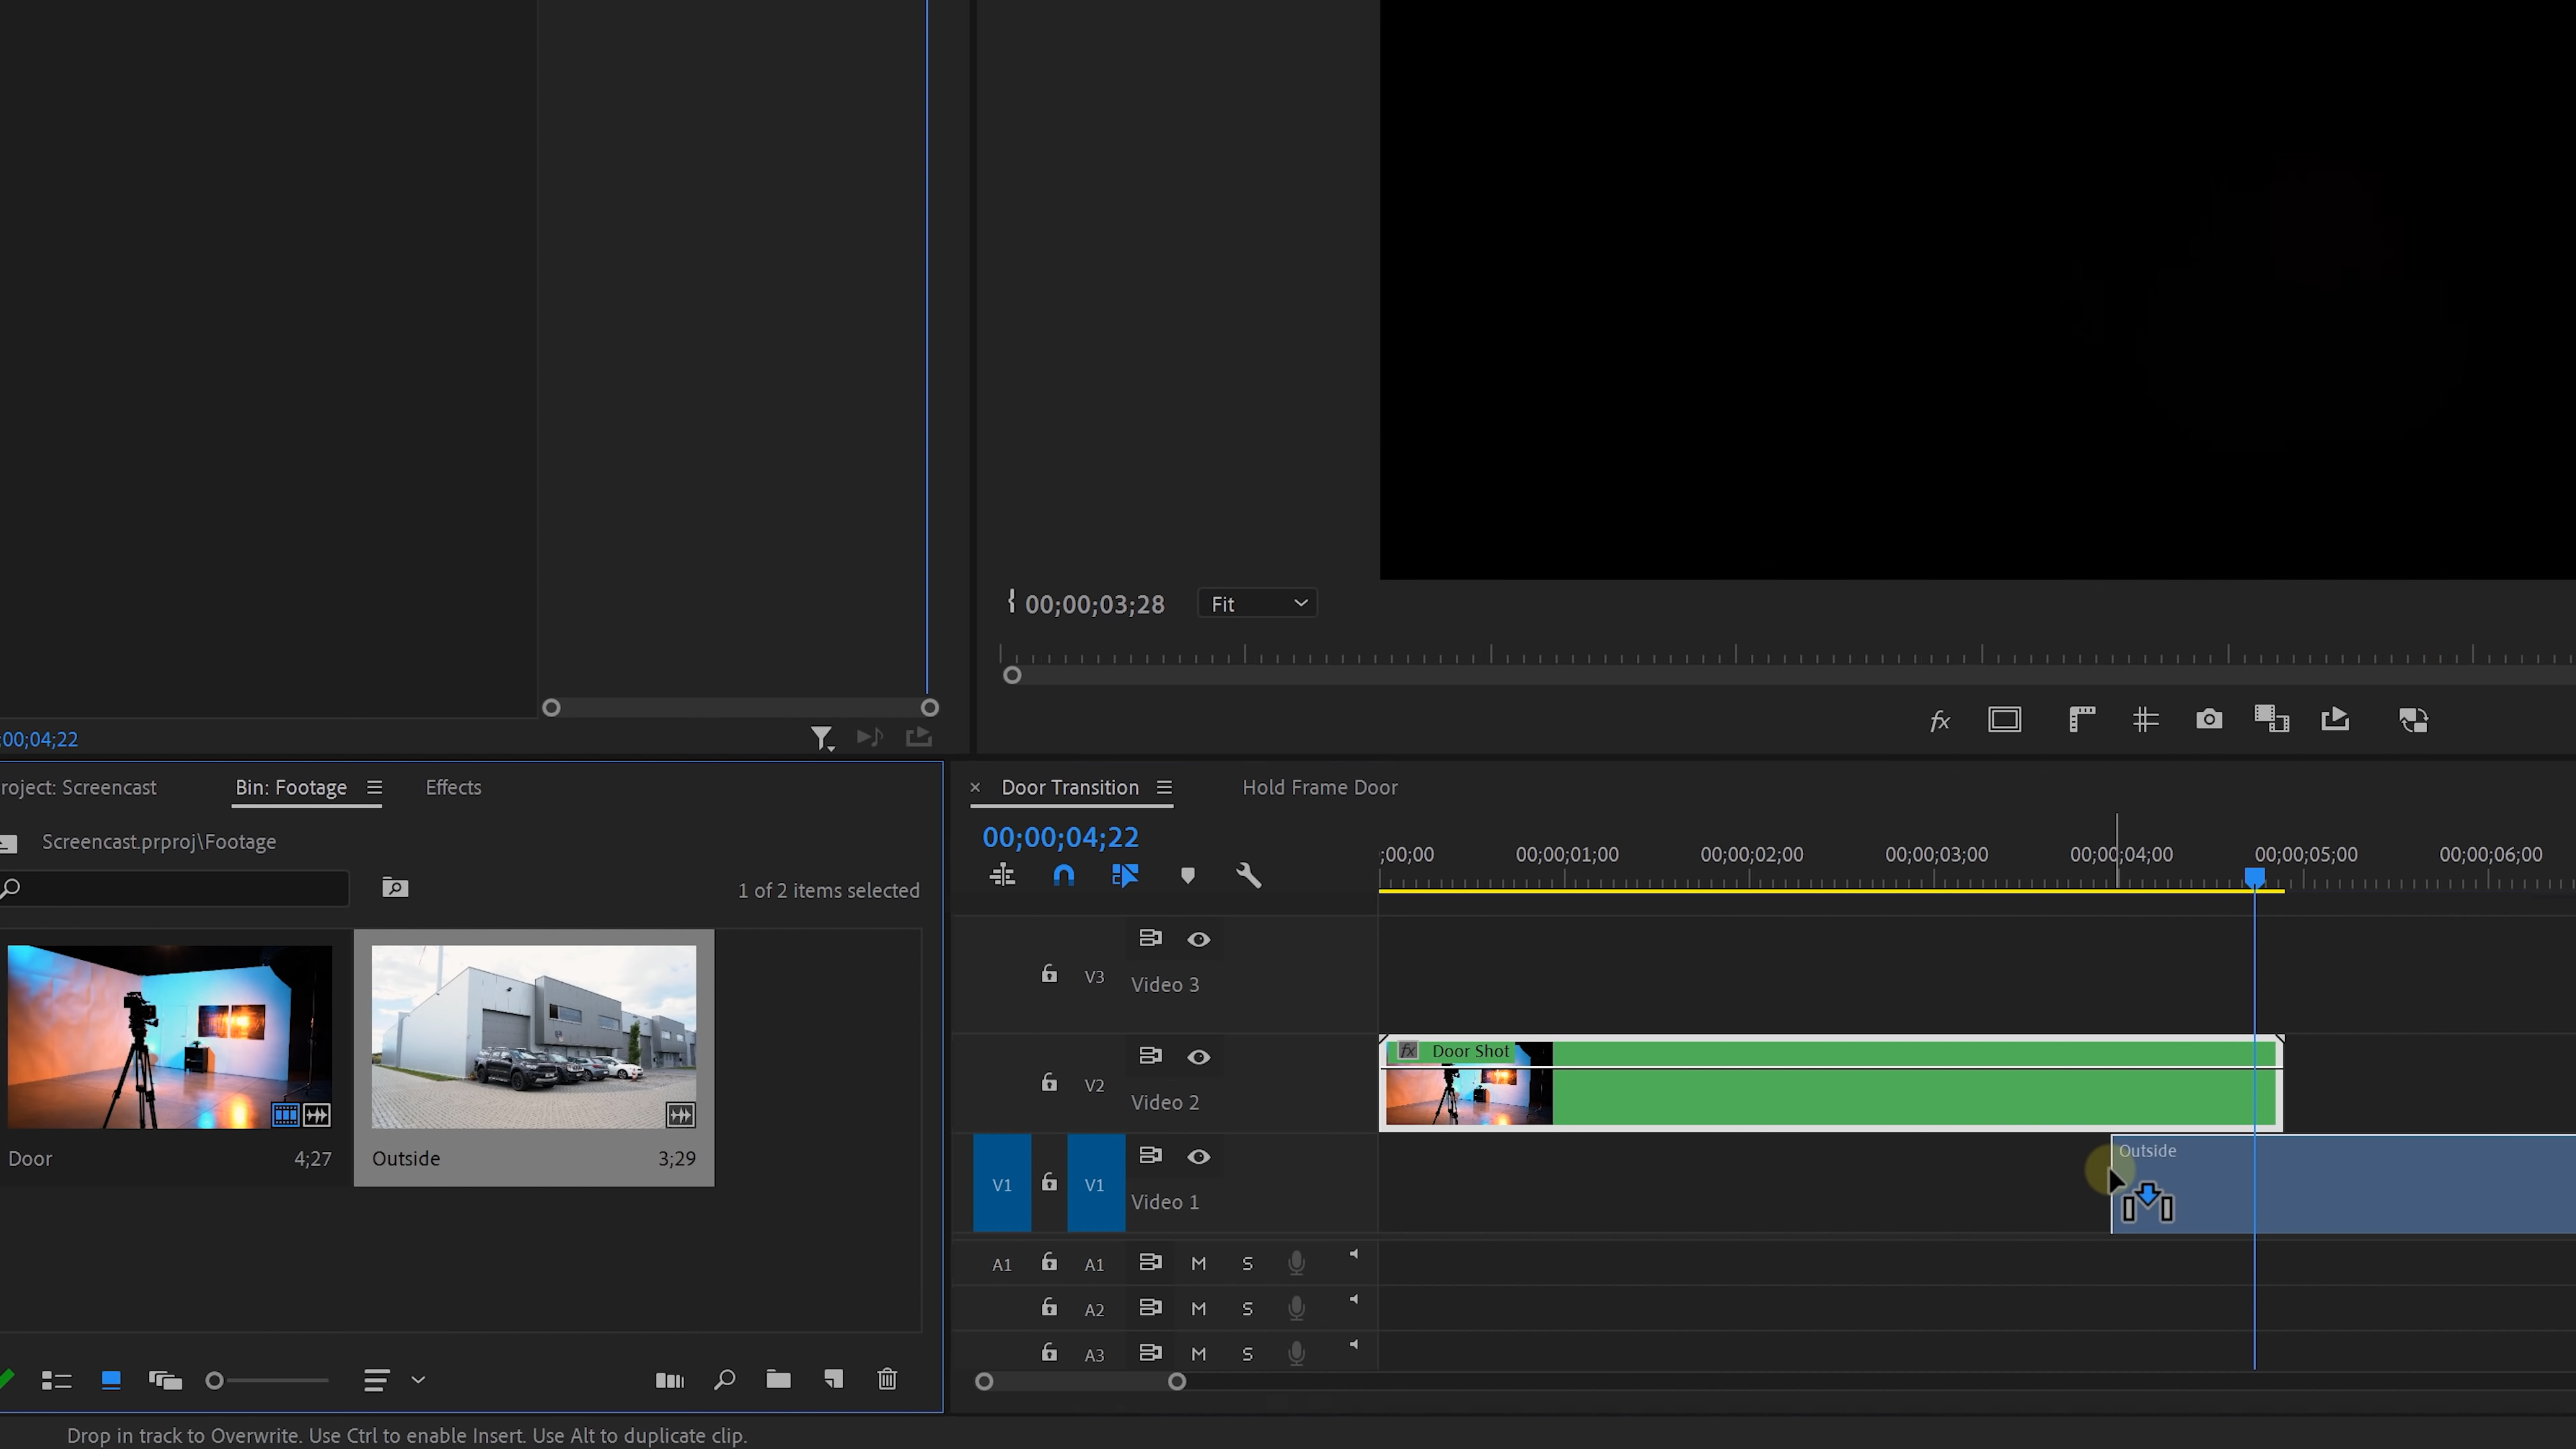 00;00;03;28
Fit
;00;04;22
fx
roject: Screencast
Bin: Footage
Effects
Screencast.prproj\Footage
1 of 2 items selected
Door
4;27
Outside
3;29
× Door Transition
Hold Frame Door
00;00;04;22
;00;00
00;00;01;00
00;00;02;00
00;00;03;00
00;00;04;00
00;00;05;00
00;00;06;00
V3
Video 3
fx Door Shot
V2
Video 2
Outside
V1
V1
Video 1
A1
A1
M
S
A2
M
S
A3
M
S
Drop in track to Overwrite. Use Ctrl to enable Insert. Use Alt to duplicate clip.